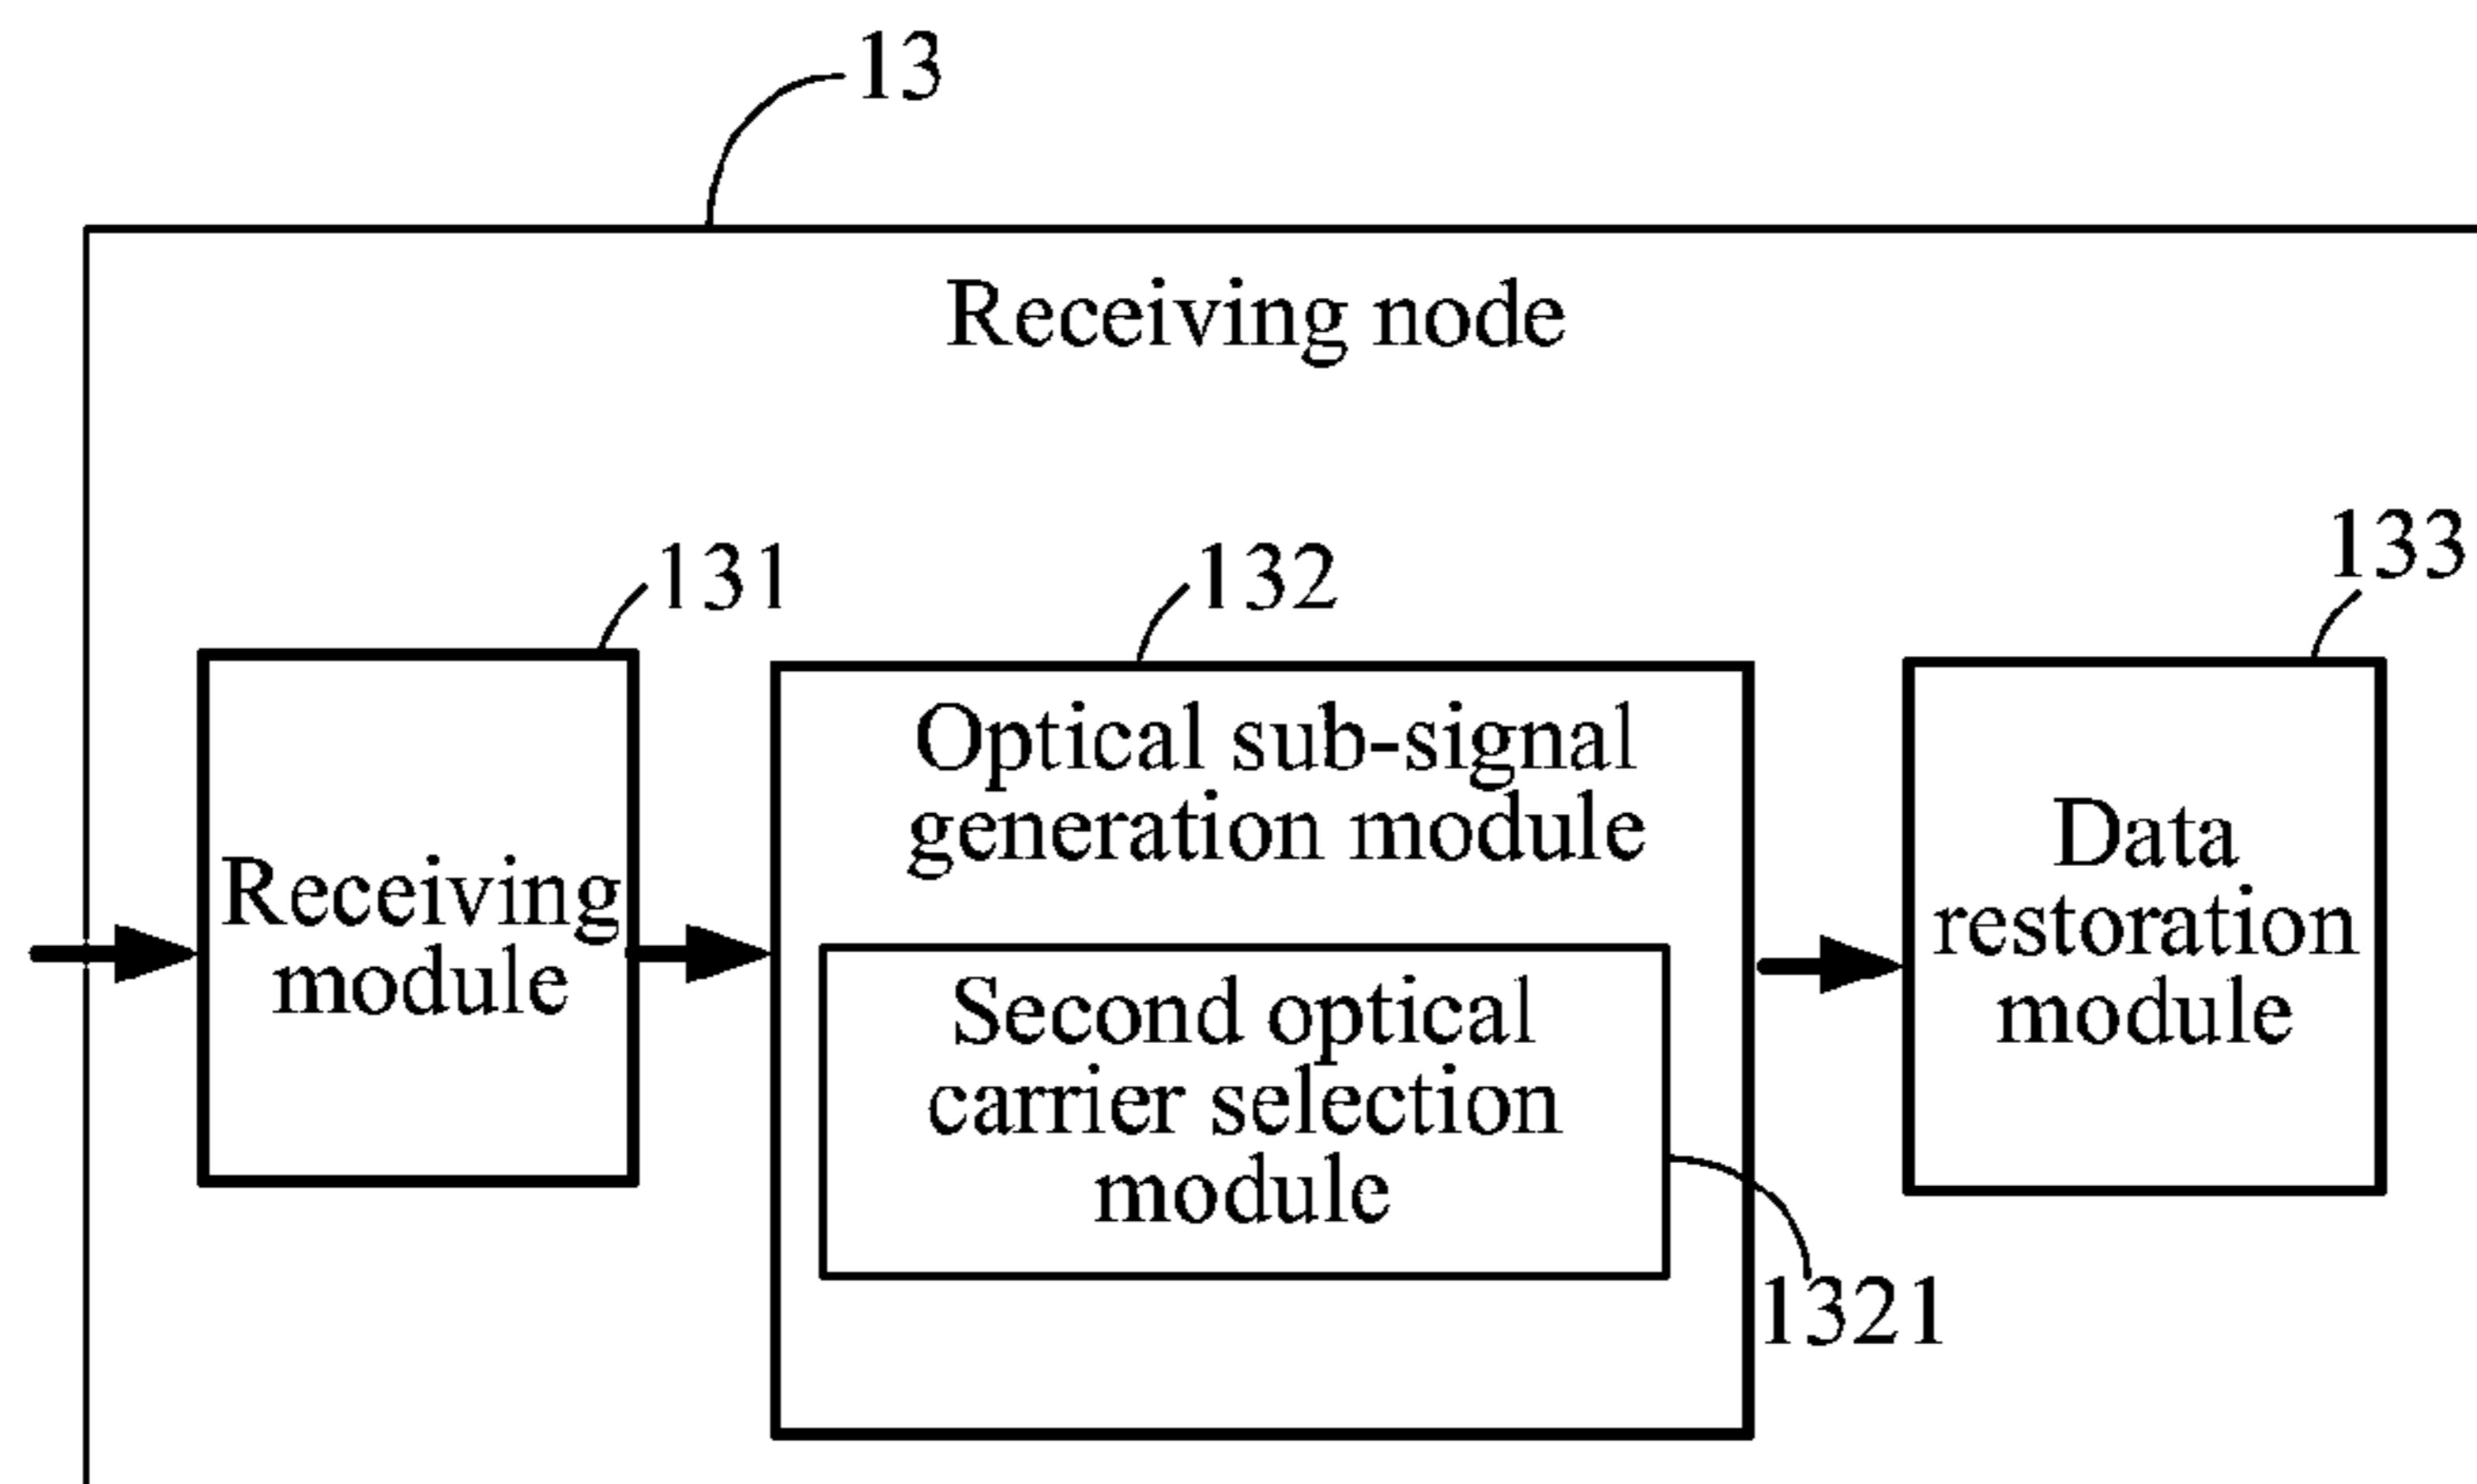 13
Receiving node
131
132
133
Receiving
module
Optical sub-signal
generation module
Second optical
carrier selection
module
1321
Data
restoration
module